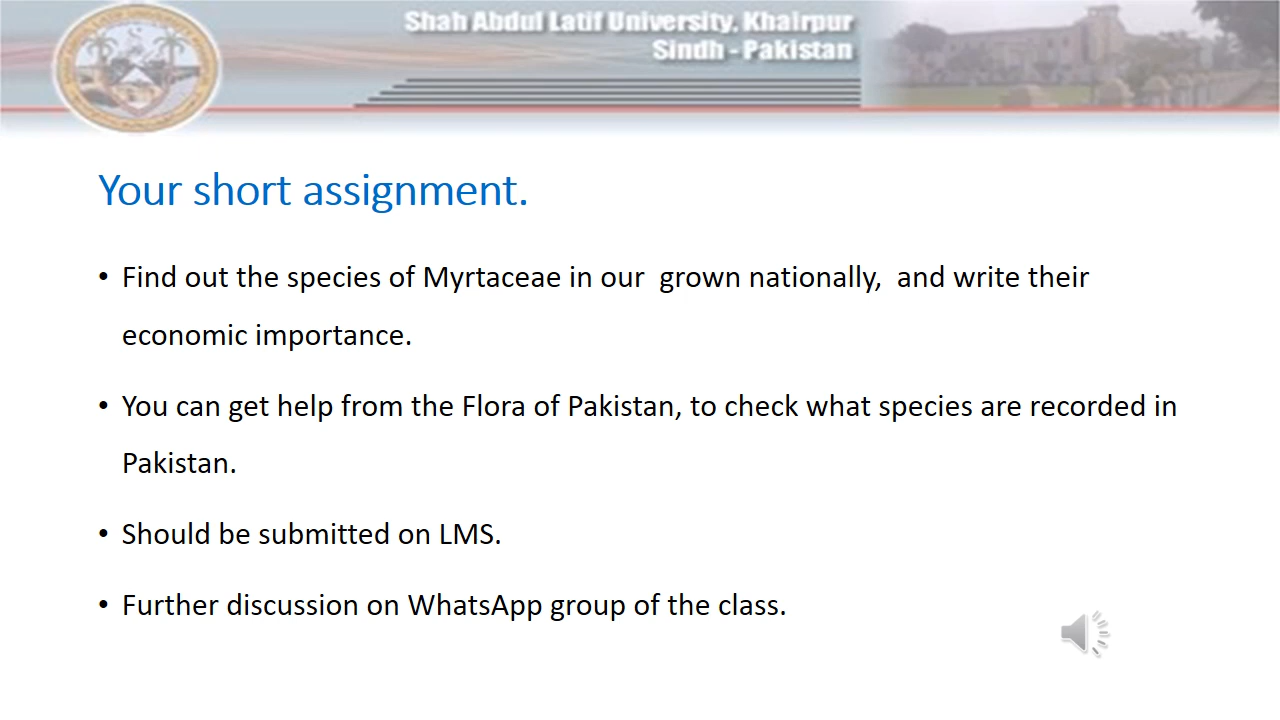 Shah Abdul Latif University, Khairpur
Sindh - Pakistan
Your short assignment.
• Find out the species of Myrtaceae in our  grown nationally,  and write their
economic importance.
• You can get help from the Flora of Pakistan, to check what species are recorded in
Pakistan.
• Should be submitted on LMS.
• Further discussion on WhatsApp group of the class.